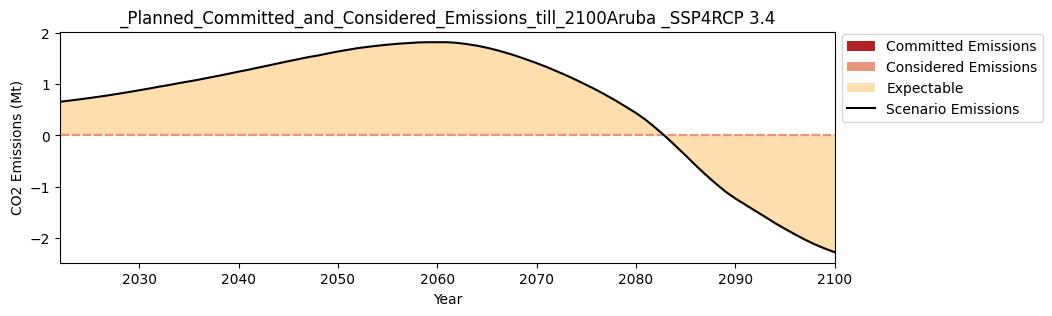 _Planned_Committed_and_Considered_Emissions_till_2100Aruba _SSP4RCP 3.4
CO2 Emissions (Mt)
2
1
0
−1
−2
2030 2040 2050 2060 2070 2080 2090 2100
Year
Committed Emissions
Considered Emissions
Expectable
Scenario Emissions